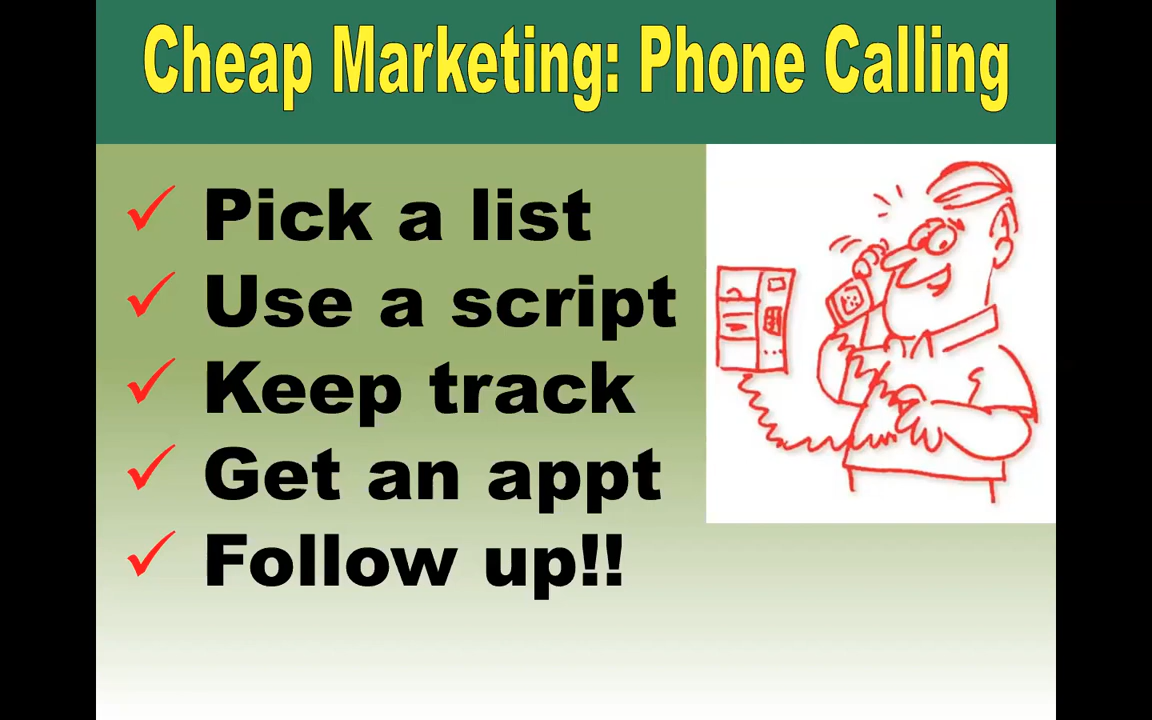 Cheap Marketing: Phone Calling
Pick a list
Use a script
Keep track
Get an appt
Follow up!!